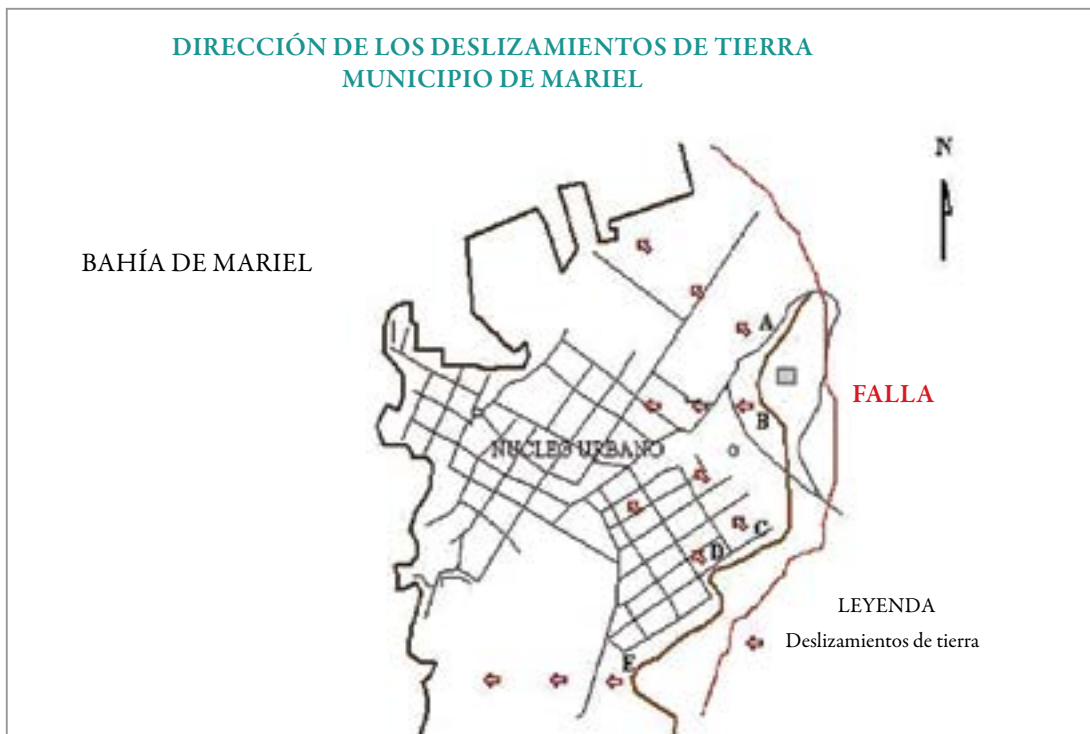 DIRECCIÓN DE LOS DESLIZAMIENTOS DE TIERRA
MUNICIPIO DE MARIEL
N
BAHÍA DE MARIEL
A
FALLA
B
NUCLEO URBANO
C
D
LEYENDA
Deslizamientos de tierra
E